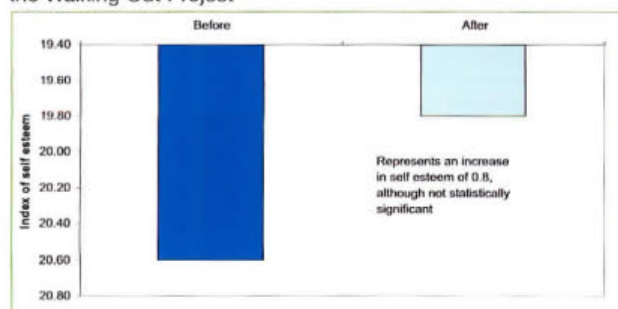 the Walking Out Project
Before
After
Index of self esteem
19.40
19.60
19.80
20.00
20.20
20.40
20.60
20.80
Represents an increase
in self esteem of 0.8,
although not statistically
significant